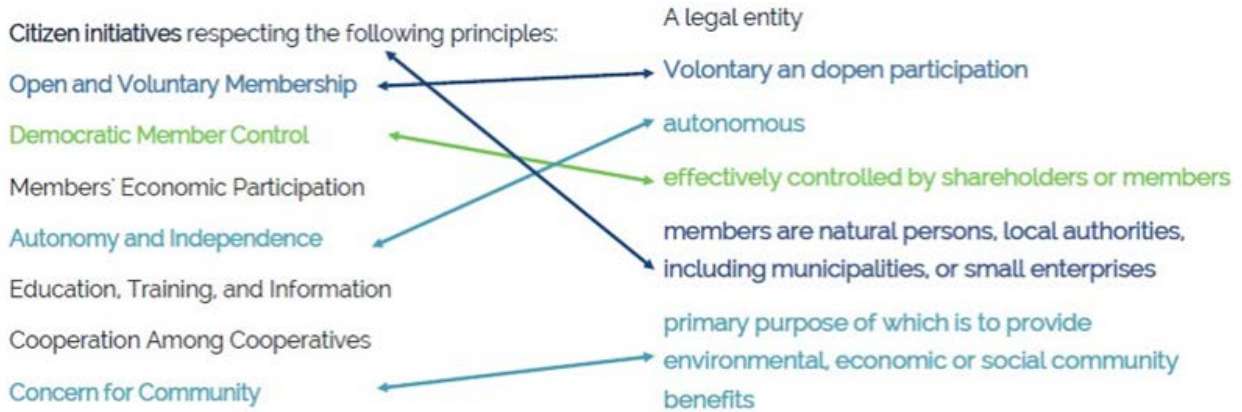 Citizen initiatives respecting the following principles:
Open and Voluntary Membership
Democratic Member Control
Members' Economic Participation
Autonomy and Independence
Education, Training, and Information
Cooperation Among Cooperatives
Concern for Community
A legal entity
Volontary an dopen participation
autonomous
effectively controlled by shareholders or members
members are natural persons, local authorities,
including municipalities, or small enterprises
primary purpose of which is to provide
environmental, economic or social community
benefits